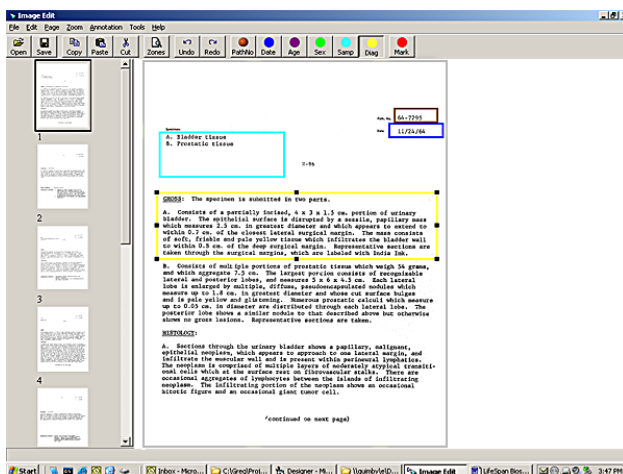 Image Edit
File Edit Page Zoom Annotation Tools Help
Open Save Copy Paste Cut Zones Undo Redo PathNo Date Age Sex Samp Diag Mark
1
2
3
4
Path. No. 64-7295
Date 11/24/64
Specimen
A. Bladder tissue
B. Prostatic tissue
2-86
GROSS: The specimen is submitted in two parts.
A. Consists of a partially incised, 4 x 3 x 1.5 cm. portion of urinary
bladder. The epithelial surface is disrupted by a sessile, papillary mass
which measures 2.5 cm. in greatest diameter and which appears to extend to
within 0.7 cm. of the closest lateral surgical margin. The mass consists
of soft, friable and pale yellow tissue which infiltrates the bladder wall
to within 0.5 cm. of the deep surgical margin. Representative sections are
taken through the surgical margins, which are labeled with India Ink.
B. Consists of multiple portions of prostatic tissue which weigh 34 grams,
and which aggregate 7.5 cm. The largest portion consists of recognizable
lateral and posterior lobes, and measures 5 x 4 x 4.5 cm. Each lateral
lobe is enlarged by multiple, diffuse, pseudoencapsulated nodules which
measure up to 1.8 cm. in greatest diameter and whose cut surface bulges
and is pale yellow and glistening. Numerous prostatic calculi which measure
up to 0.05 cm. in diameter are distributed through each lateral lobe. The
posterior lobe shows a similar nodule to that described above but otherwise
shows no gross lesions. Representative sections are taken.
HISTOLOGY:
A. Sections through the urinary bladder shows a papillary, malignant,
epithelial neoplasm, which appears to approach to one lateral margin, and
infiltrate the muscular wall and is present within perineural lymphatics.
The neoplasm is comprised of multiple layers of moderately atypical transiti-
onal cells which at the surface rest on fibrovascular stalks. There are
occasional aggregates of lymphocytes between the islands of infiltrating
neoplasm. The infiltrating portion of the neoplasm shows an occasional
mitotic figure and an occasional giant tumor cell.
(continued on next page)
Start Inbox - Micro... C:\Greg\Prot... Designer - Mi... \\quimby\e\D... Image Edit LifeSpan Bios... 3:47 PM